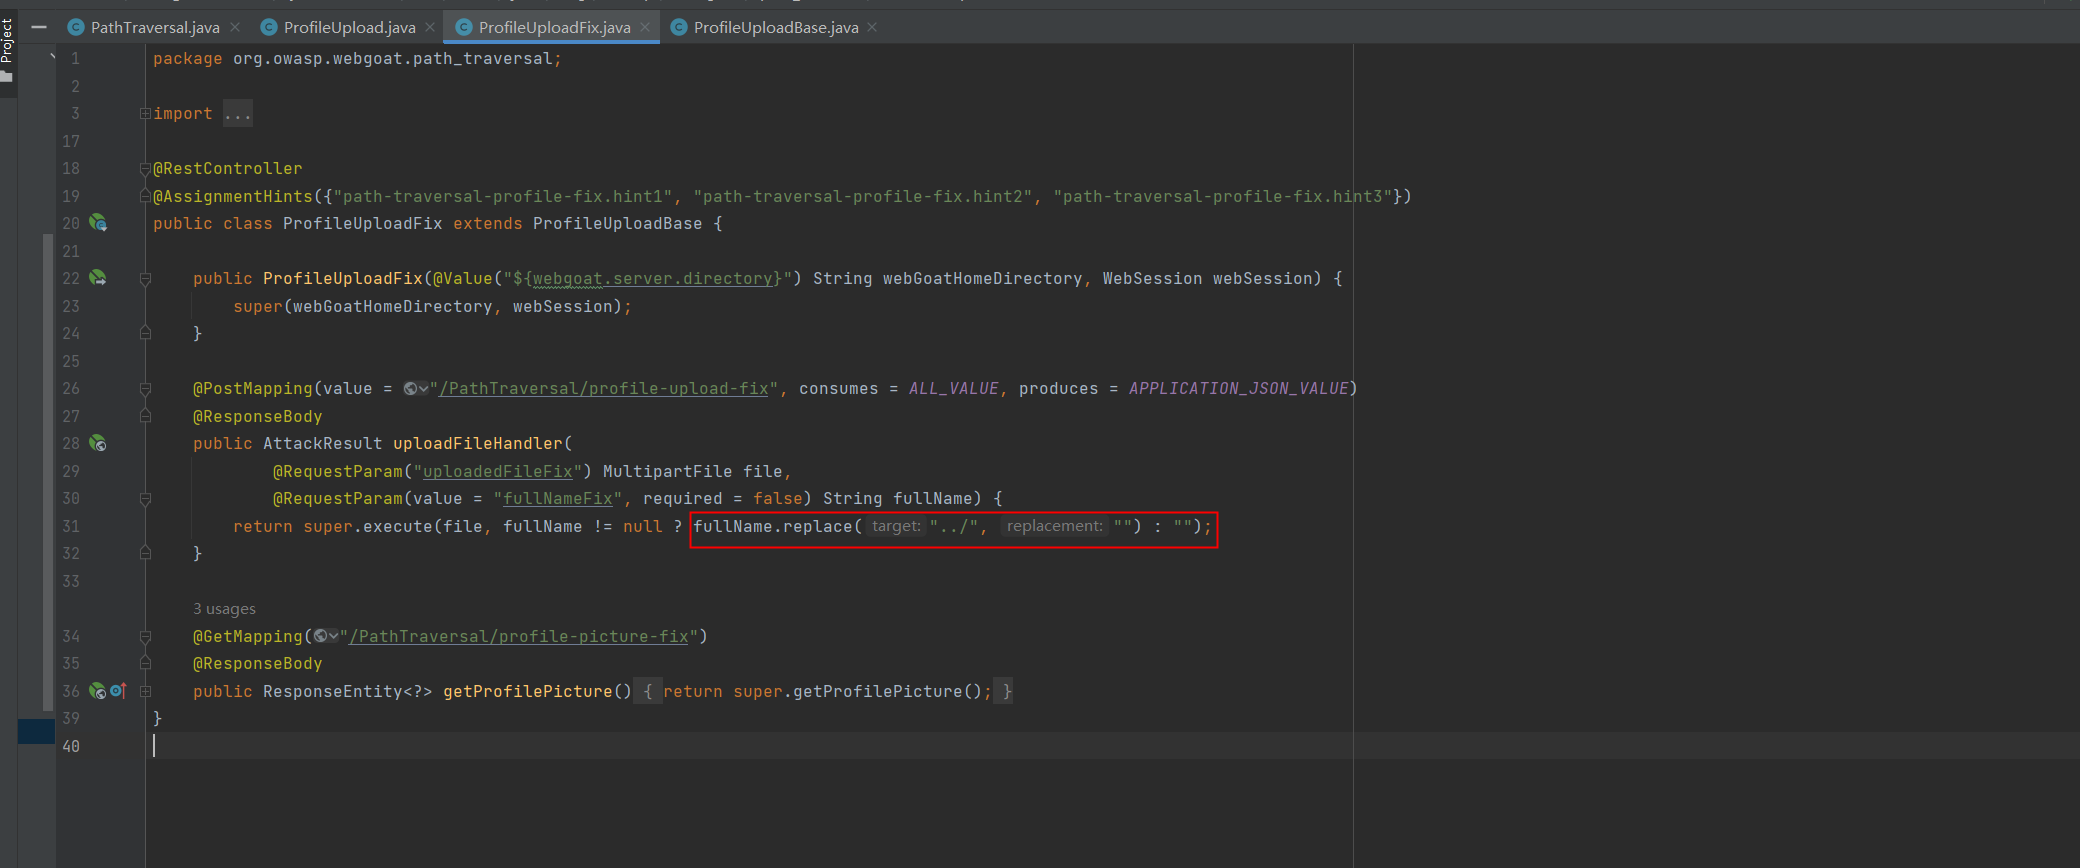 Project
PathTraversal.java ProfileUpload.java ProfileUploadFix.java ProfileUploadBase.java
1 package org.owasp.webgoat.path_traversal;
2
3 import ...
17
18 @RestController
19 @AssignmentHints({"path-traversal-profile-fix.hint1", "path-traversal-profile-fix.hint2", "path-traversal-profile-fix.hint3"})
20 public class ProfileUploadFix extends ProfileUploadBase {
21
22 public ProfileUploadFix(@Value("${webgoat.server.directory}") String webGoatHomeDirectory, WebSession webSession) {
23 super(webGoatHomeDirectory, webSession);
24 }
25
26 @PostMapping(value = "/PathTraversal/profile-upload-fix", consumes = ALL_VALUE, produces = APPLICATION_JSON_VALUE)
27 @ResponseBody
28 public AttackResult uploadFileHandler(
29 @RequestParam("uploadedFileFix") MultipartFile file,
30 @RequestParam(value = "fullNameFix", required = false) String fullName) {
31 return super.execute(file, fullName != null ? fullName.replace( target: "../", replacement: "") : "");
32 }
33
3 usages
34 @GetMapping("/PathTraversal/profile-picture-fix")
35 @ResponseBody
36 public ResponseEntity<?> getProfilePicture() { return super.getProfilePicture(); }
39 }
40